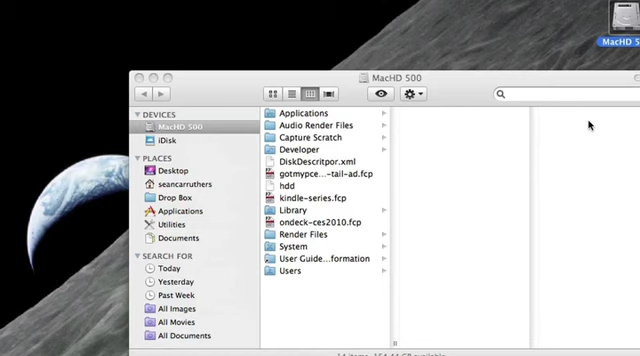 MacHD 500
MacHD 500
DEVICES
MacHD 500
iDisk
PLACES
Desktop
seancarruthers
Drop Box
Applications
Utilities
Documents
SEARCH FOR
Today
Yesterday
Past Week
All Images
All Movies
All Documents
Applications
Audio Render Files
Capture Scratch
Developer
DiskDescritpor.xml
gotmypce...-tail-ad.fcp
hdd
kindle-series.fcp
Library
ondeck-ces2010.fcp
Render Files
System
User Guide...formation
Users